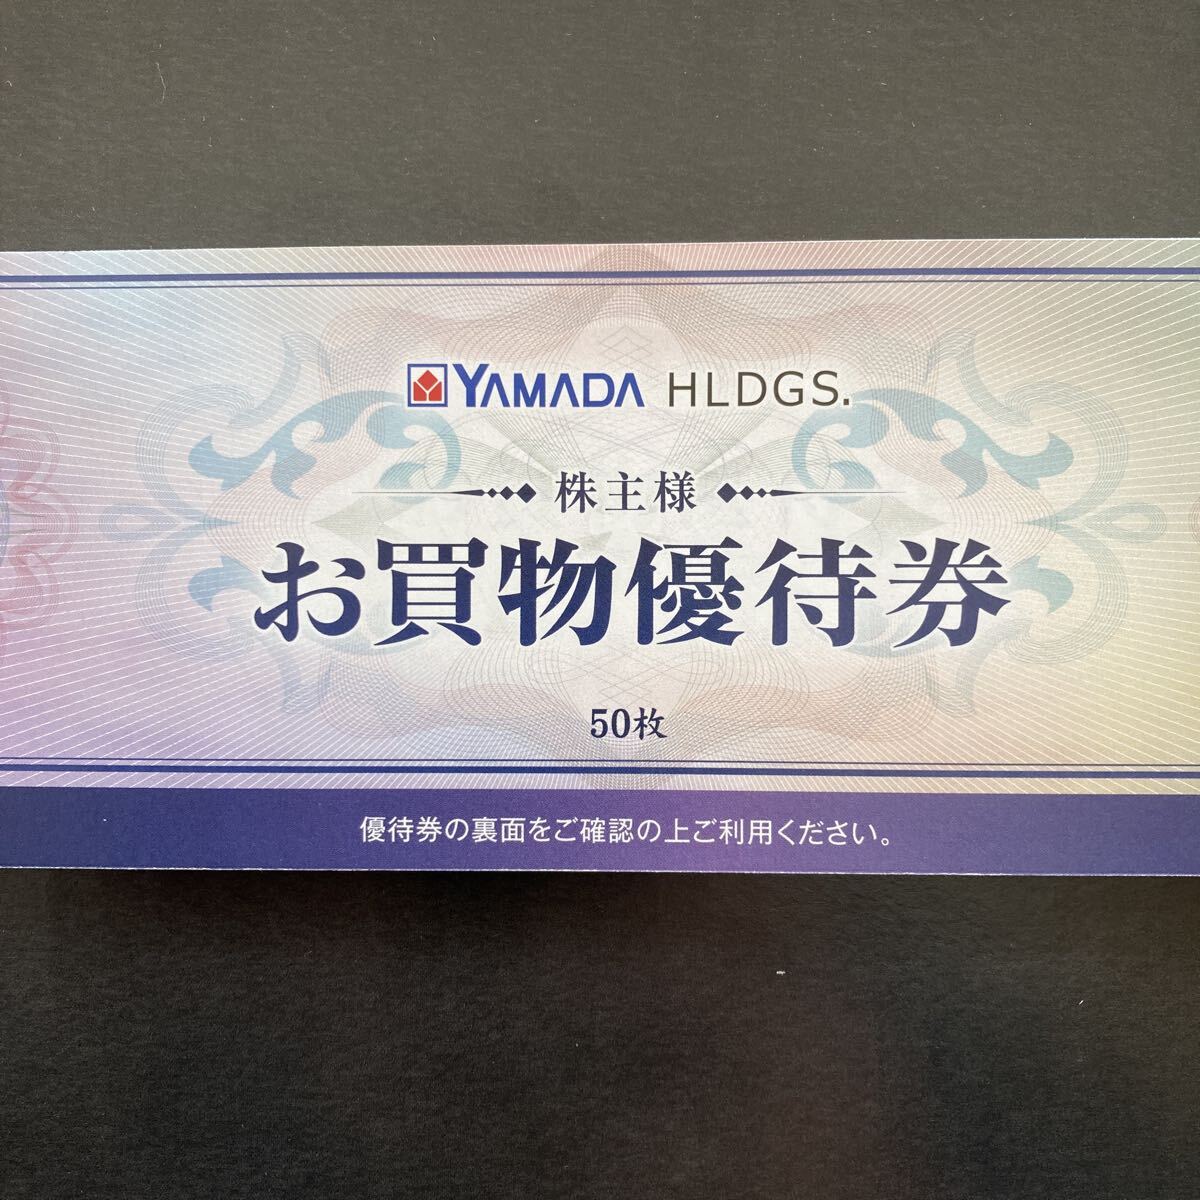 YAMADA HLDGS.
株主様
お買物優待券
50枚
優待券の裏面をご確認の上ご利用ください。